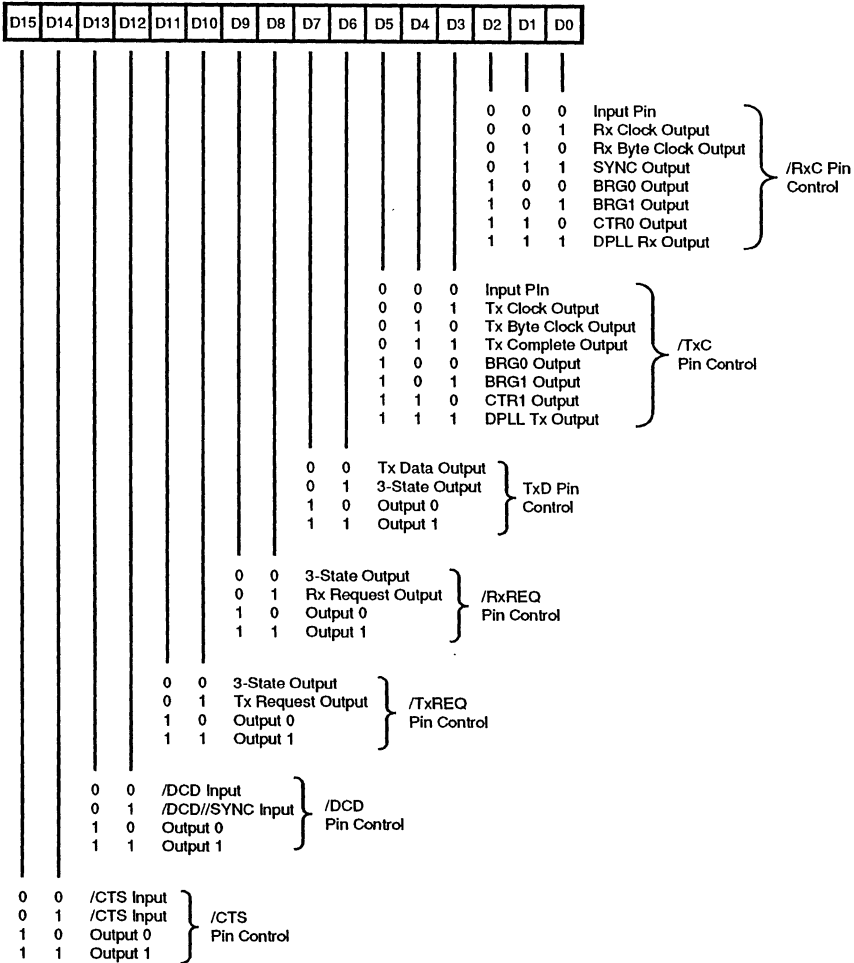 D15 D14 D13 D12 D11 D10 D9 D8 D7 D6 D5 D4 D3 D2 D1 D0
0 0 0 Input Pin
0 0 1 Rx Clock Output
0 1 0 Rx Byte Clock Output
0 1 1 SYNC Output
1 0 0 BRG0 Output
1 0 1 BRG1 Output
1 1 0 CTR0 Output
1 1 1 DPLL Rx Output
/RxC Pin
Control
0 0 0 Input Pin
0 0 1 Tx Clock Output
0 1 0 Tx Byte Clock Output
0 1 1 Tx Complete Output
1 0 0 BRG0 Output
1 0 1 BRG1 Output
1 1 0 CTR1 Output
1 1 1 DPLL Tx Output
/TxC
Pin Control
0 0 Tx Data Output
0 1 3-State Output
1 0 Output 0
1 1 Output 1
TxD Pin
Control
0 0 3-State Output
0 1 Rx Request Output
1 0 Output 0
1 1 Output 1
/RxREQ
Pin Control
0 0 3-State Output
0 1 Tx Request Output
1 0 Output 0
1 1 Output 1
/TxREQ
Pin Control
0 0 /DCD Input
0 1 /DCD//SYNC Input
1 0 Output 0
1 1 Output 1
/DCD
Pin Control
0 0 /CTS Input
0 1 /CTS Input
1 0 Output 0
1 1 Output 1
/CTS
Pin Control